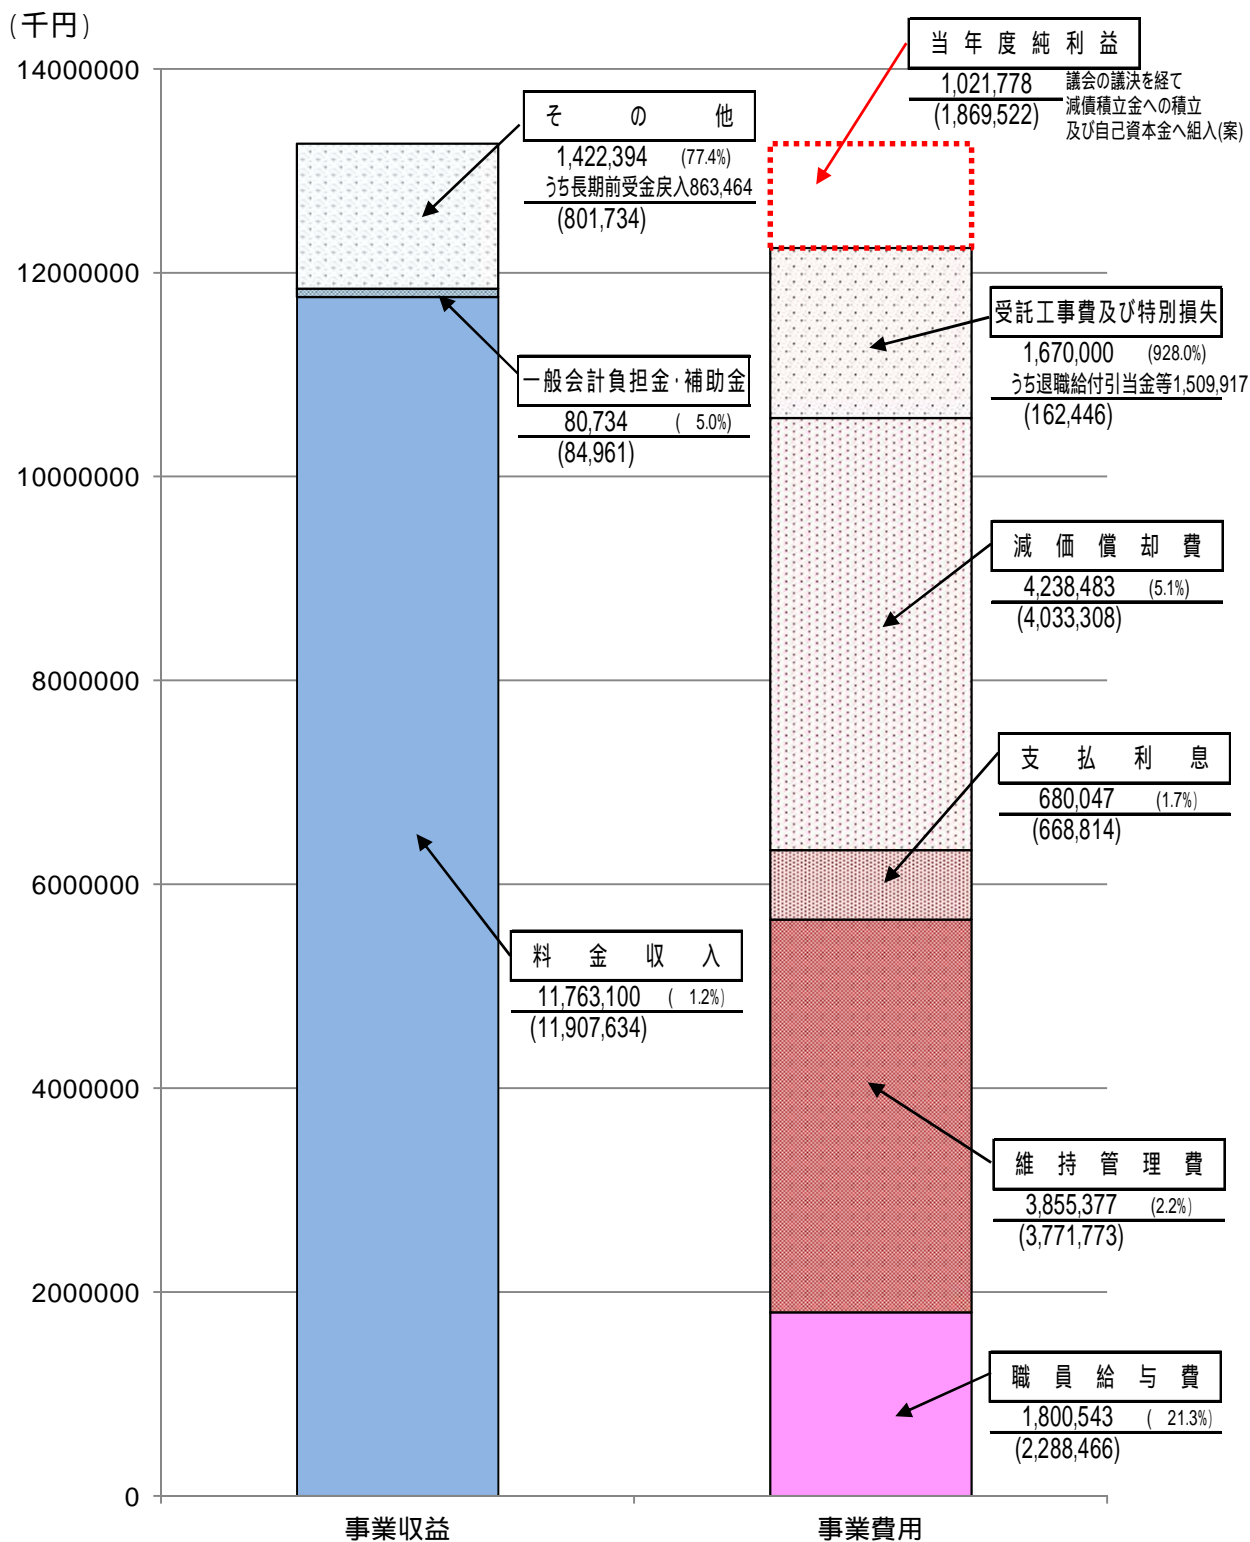 (千円)
14000000
12000000
10000000
8000000
6000000
4000000
2000000
0
事業収益
事業費用
その他
1,422,394 (77.4%)
うち長期前受金戻入863,464
(801,734)
一般会計負担金・補助金
80,734 ( 5.0%)
(84,961)
料金収入
11,763,100 ( 1.2%)
(11,907,634)
当年度純利益
1,021,778
(1,869,522)
議会の議決を経て
減債積立金への積立
及び自己資本金へ組入(案)
受託工事費及び特別損失
1,670,000 (928.0%)
うち退職給付引当金等1,509,917
(162,446)
減価償却費
4,238,483 (5.1%)
(4,033,308)
支払利息
680,047 (1.7%)
(668,814)
維持管理費
3,855,377 (2.2%)
(3,771,773)
職員給与費
1,800,543 ( 21.3%)
(2,288,466)